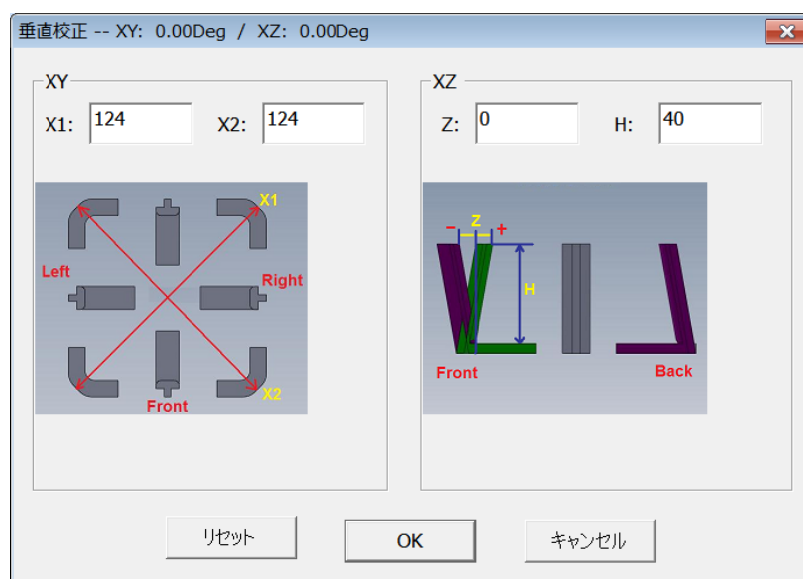 垂直校正 -- XY: 0.00Deg / XZ: 0.00Deg
XY
X1: 124 X2: 124
X1
Left
Right
X2
Front
XZ
Z: 0 H: 40
- Z +
H
Front
Back
リセット OK キャンセル